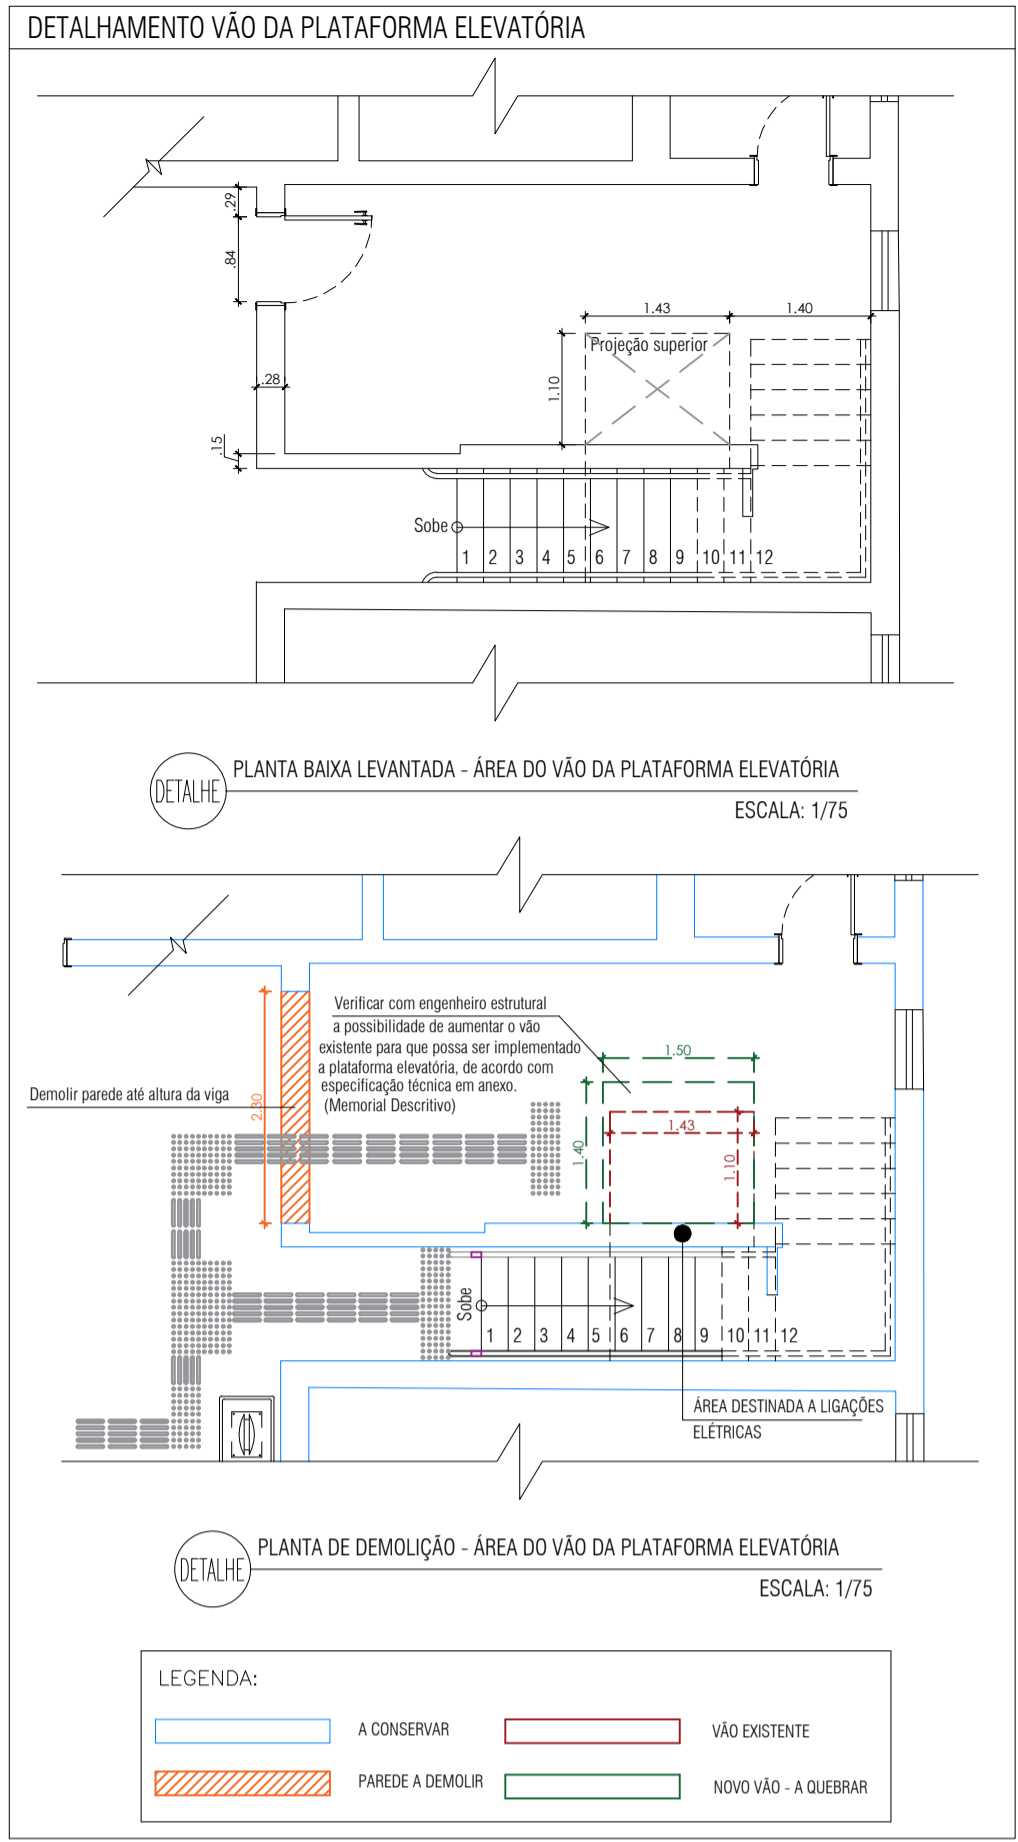 DETALHAMENTO VÃO DA PLATAFORMA ELEVATÓRIA
.29
.84
1.43
1.40
Projeção superior
1.10
.28
.15
Sobe
1 2 3 4 5 6 7 8 9 10 11 12
DETALHE
PLANTA BAIXA LEVANTADA - ÁREA DO VÃO DA PLATAFORMA ELEVATÓRIA
ESCALA: 1/75
Verificar com engenheiro estrutural
a possibilidade de aumentar o vão
existente para que possa ser implementado
a plataforma elevatória, de acordo com
especificação técnica em anexo.
(Memorial Descritivo)
1.50
Demolir parede até altura da viga
2.30
1.43
1.40
1.10
Sobe
1 2 3 4 5 6 7 8 9 10 11 12
ÁREA DESTINADA A LIGAÇÕES
ELÉTRICAS
DETALHE
PLANTA DE DEMOLIÇÃO - ÁREA DO VÃO DA PLATAFORMA ELEVATÓRIA
ESCALA: 1/75
LEGENDA:
A CONSERVAR
VÃO EXISTENTE
PAREDE A DEMOLIR
NOVO VÃO - A QUEBRAR